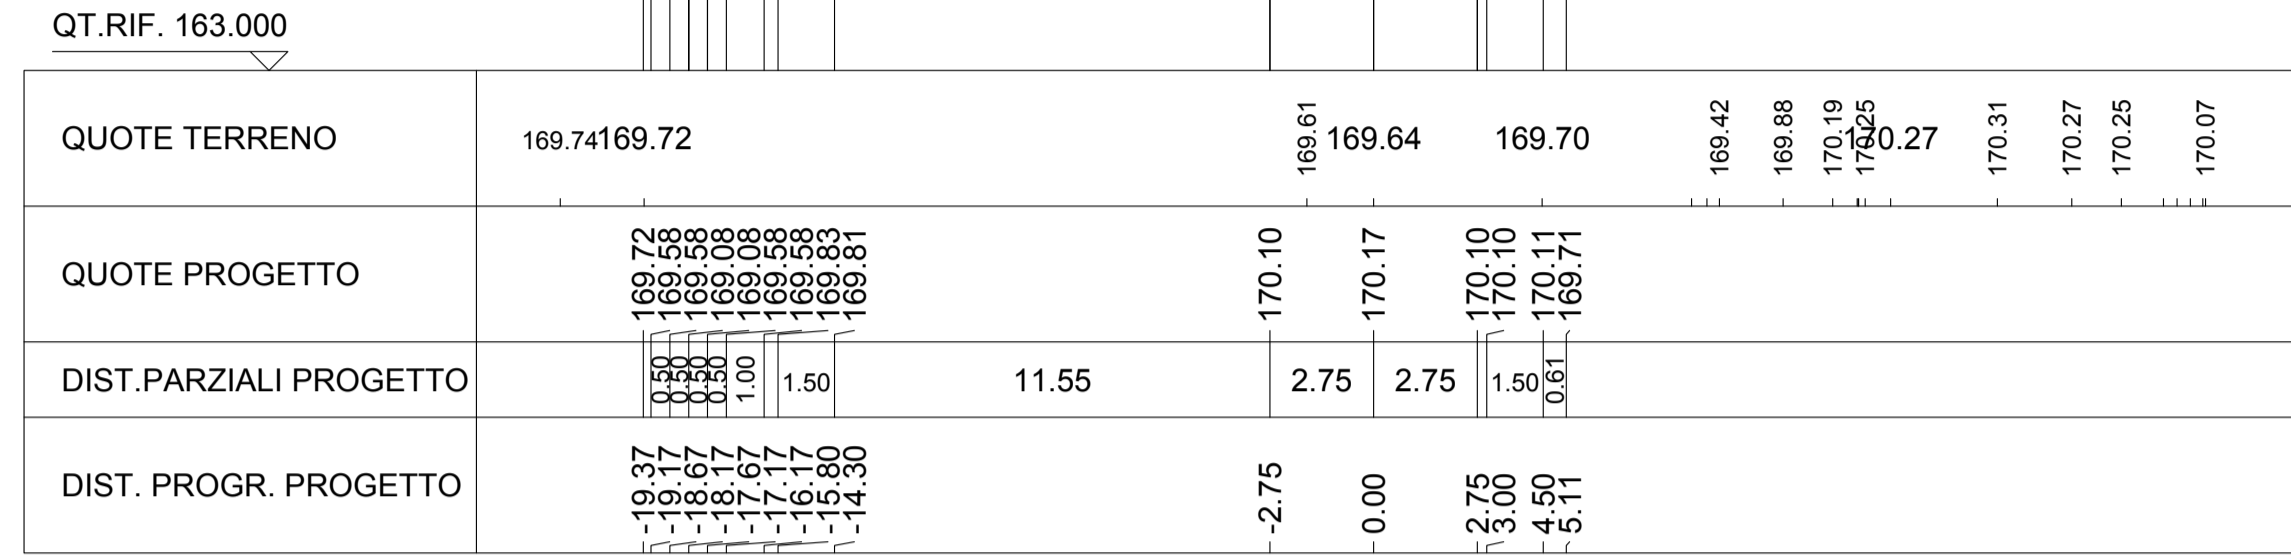 QT.RIF. 163.000
QUOTE TERRENO 169.74 169.72 169.61 169.64 169.70 169.42 169.88 170.19 170.25 170.27 170.31 170.27 170.25 170.07
QUOTE PROGETTO 169.72 169.58 169.58 169.08 169.08 169.58 169.58 169.83 169.81 170.10 170.17 170.10 170.10 170.11 169.71
DIST.PARZIALI PROGETTO 0.50 0.50 0.50 0.50 1.00 1.50 11.55 2.75 2.75 1.50 0.61
DIST. PROGR. PROGETTO -19.37 -19.17 -18.67 -18.17 -17.67 -17.17 -16.17 -15.80 -14.30 -2.75 0.00 2.75 3.00 4.50 5.11